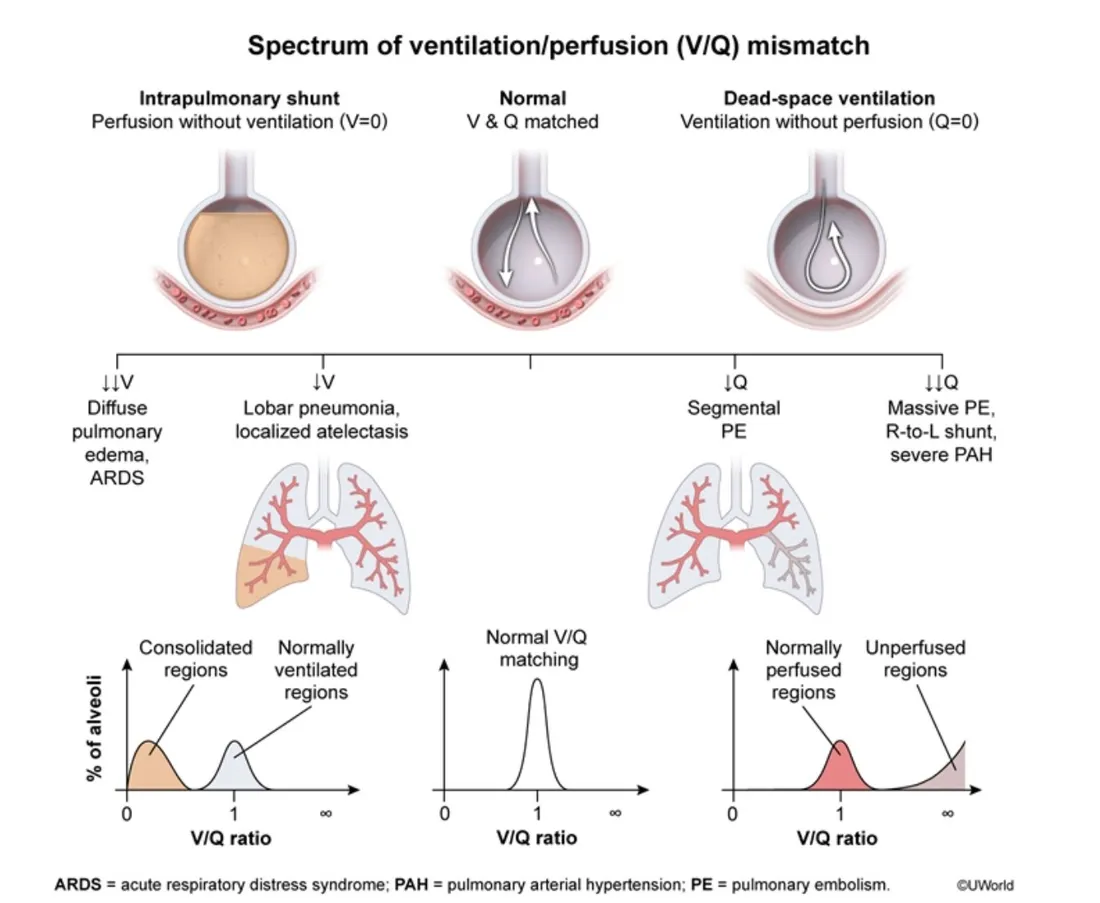 Spectrum of ventilation/perfusion (V/Q) mismatch
Intrapulmonary shunt
Perfusion without ventilation (V=0)
Normal
V & Q matched
Dead-space ventilation
Ventilation without perfusion (Q=0)
↓↓V
Diffuse
pulmonary
edema,
ARDS
↓V
Lobar pneumonia,
localized atelectasis
↓Q
Segmental
PE
↓↓Q
Massive PE,
R-to-L shunt,
severe PAH
% of alveoli
Consolidated
regions
Normally
ventilated
regions
0
1
∞
V/Q ratio
Normal V/Q
matching
0
1
∞
V/Q ratio
Normally
perfused
regions
Unperfused
regions
0
1
∞
V/Q ratio
ARDS = acute respiratory distress syndrome; PAH = pulmonary arterial hypertension; PE = pulmonary embolism.
©UWorld